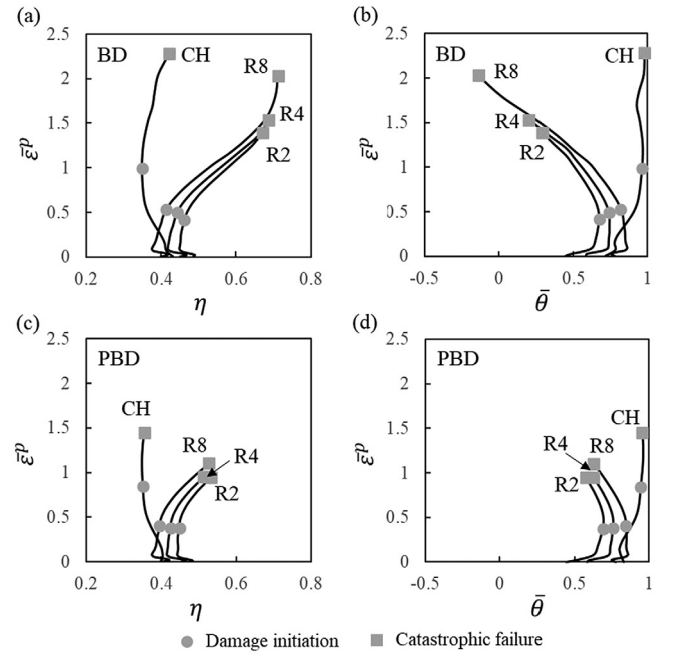 (a)
BD
CH
R8
R4
R2
2.5
2
1.5
1
0.5
0
ε̄ᵖ
0.2 0.4 0.6 0.8
η
(b)
BD
CH
R8
R4
R2
2.5
2
1.5
1
0.5
0
ε̄ᵖ
-0.5 0 0.5 1
θ̄
(c)
PBD
CH
R8
R4
R2
2.5
2
1.5
1
0.5
0
ε̄ᵖ
0.2 0.4 0.6 0.8
η
(d)
PBD
CH
R4
R8
R2
2.5
2
1.5
1
0.5
0
ε̄ᵖ
-0.5 0 0.5 1
θ̄
Damage initiation Catastrophic failure